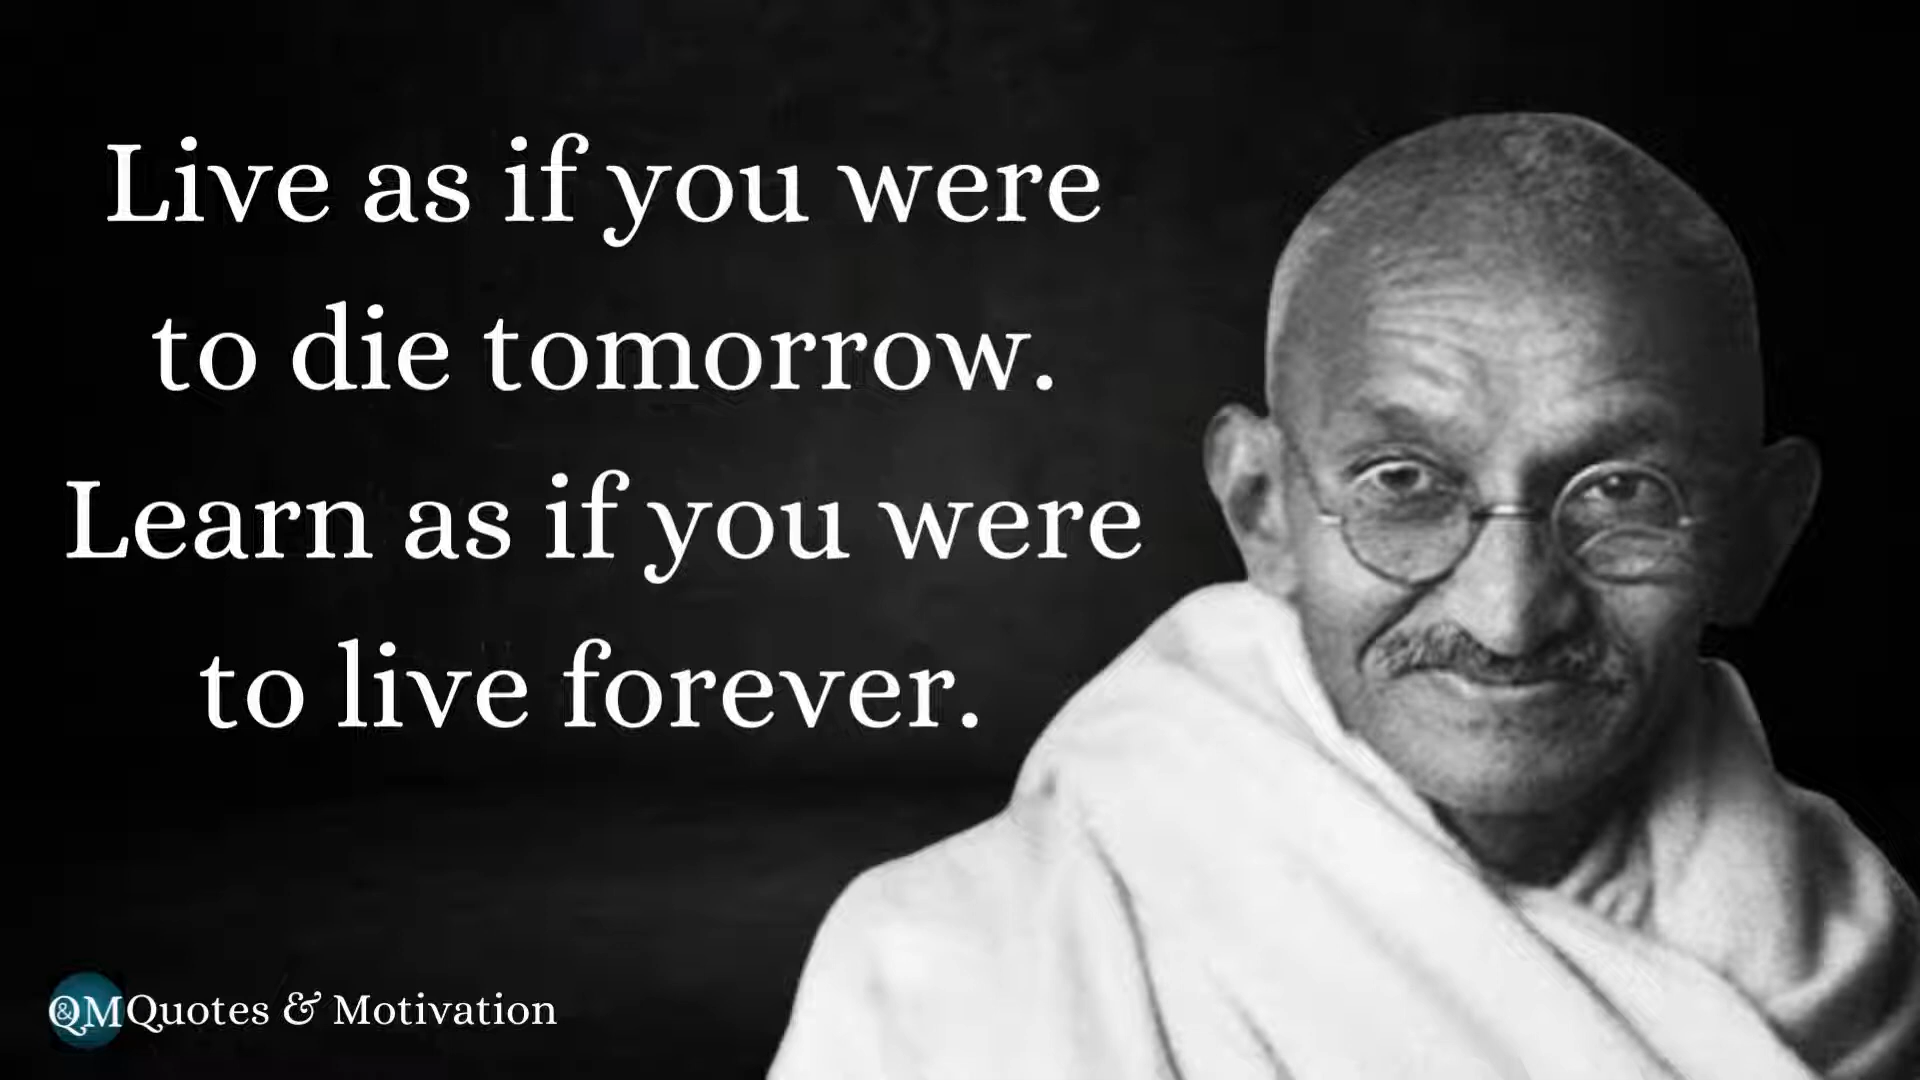 Live as if you were
to die tomorrow.
Learn as if you were
to live forever.
Q&M Quotes & Motivation